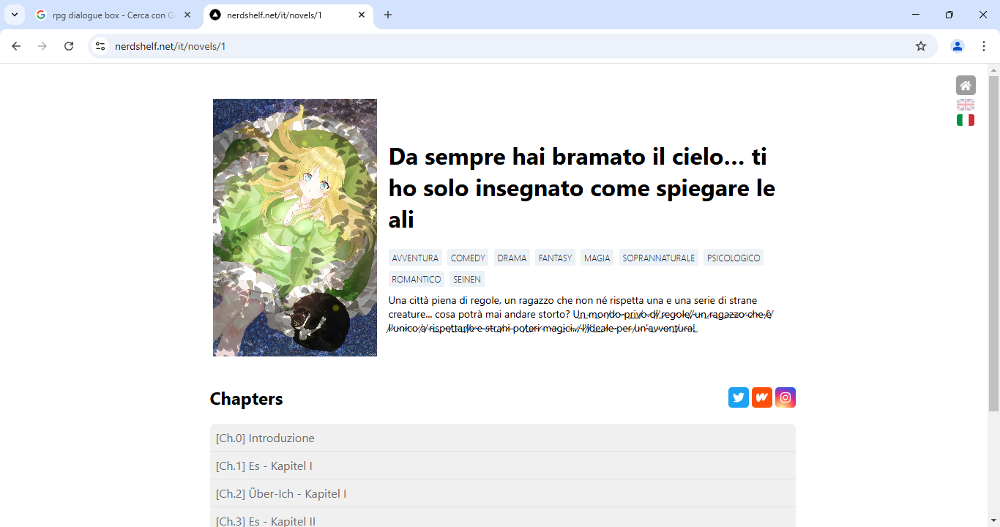 rpg dialogue box - Cerca con G
nerdshelf.net/it/novels/1
nerdshelf.net/it/novels/1
Da sempre hai bramato il cielo... ti
ho solo insegnato come spiegare le
ali
AVVENTURA COMEDY DRAMA FANTASY MAGIA SOPRANNATURALE PSICOLOGICO
ROMANTICO SEINEN
Una città piena di regole, un ragazzo che non né rispetta una e una serie di strane
creature... cosa potrà mai andare storto? Un mondo privo di regole, un ragazzo che è
l'unico a rispettarle e strani poteri magici... l'ideale per un'avventura!
Chapters
[Ch.0] Introduzione
[Ch.1] Es - Kapitel I
[Ch.2] Über-Ich - Kapitel I
[Ch.3] Es - Kapitel II